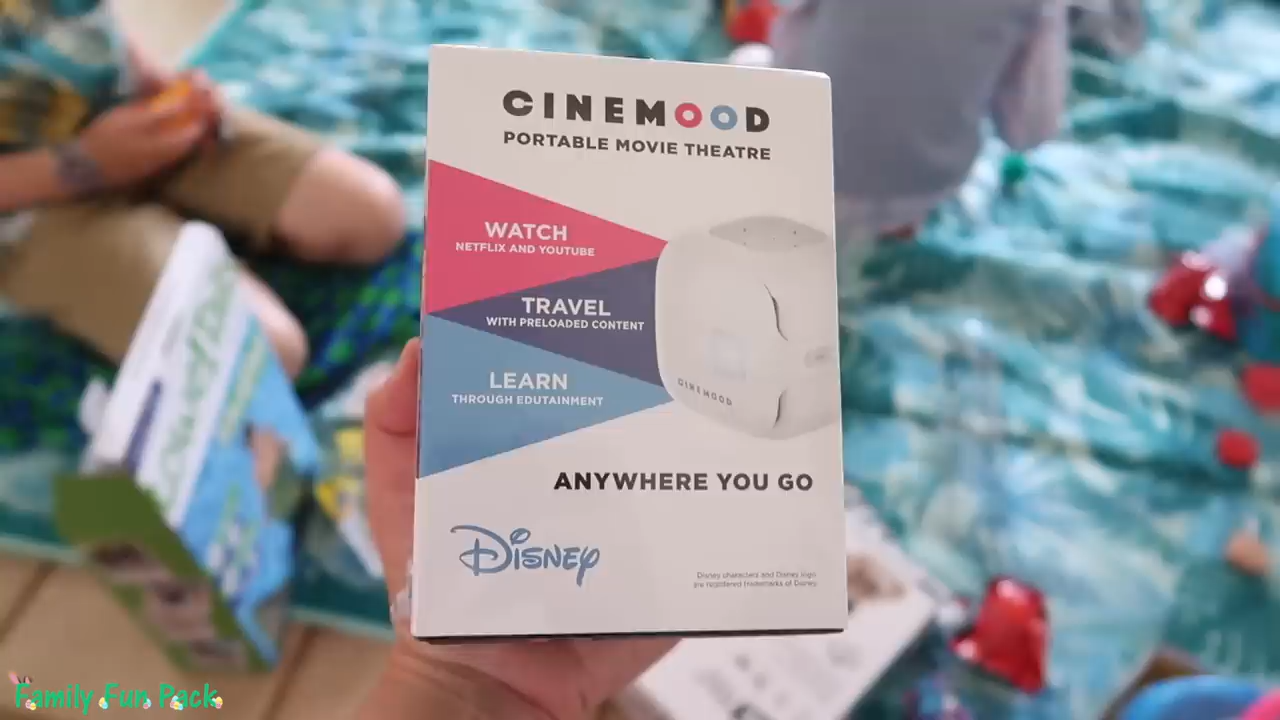 CINEMOOD
PORTABLE MOVIE THEATRE
WATCH
NETFLIX AND YOUTUBE
TRAVEL
WITH PRELOADED CONTENT
LEARN
THROUGH EDUTAINMENT
CINEMOOD
ANYWHERE YOU GO
Disney
Disney characters and Disney logo
are registered trademarks of Disney
Family Fun Pack